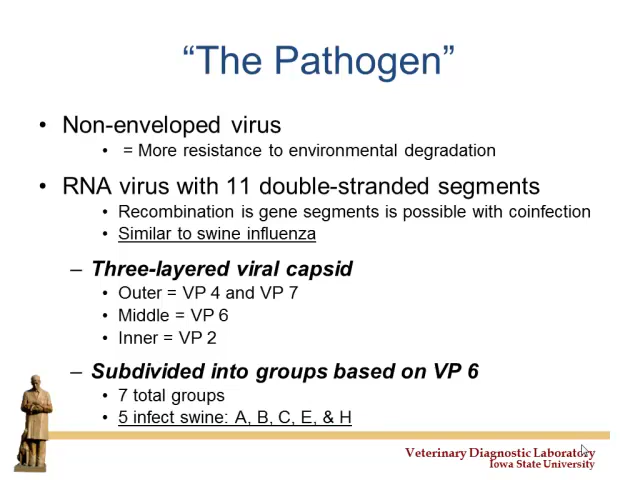 “The Pathogen”
• Non-enveloped virus
• = More resistance to environmental degradation
• RNA virus with 11 double-stranded segments
• Recombination is gene segments is possible with coinfection
• Similar to swine influenza
– Three-layered viral capsid
• Outer = VP 4 and VP 7
• Middle = VP 6
• Inner = VP 2
– Subdivided into groups based on VP 6
• 7 total groups
• 5 infect swine: A, B, C, E, & H
Veterinary Diagnostic Laboratory
Iowa State University